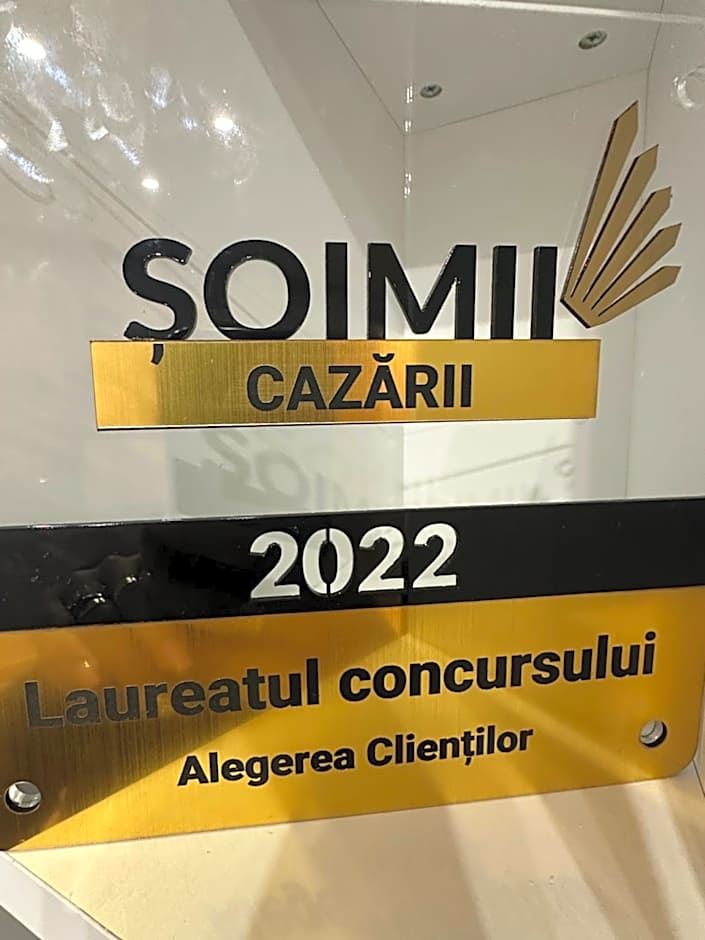 ȘOIMII
CAZĂRII
2022
Laureatul concursului
Alegerea Clienților